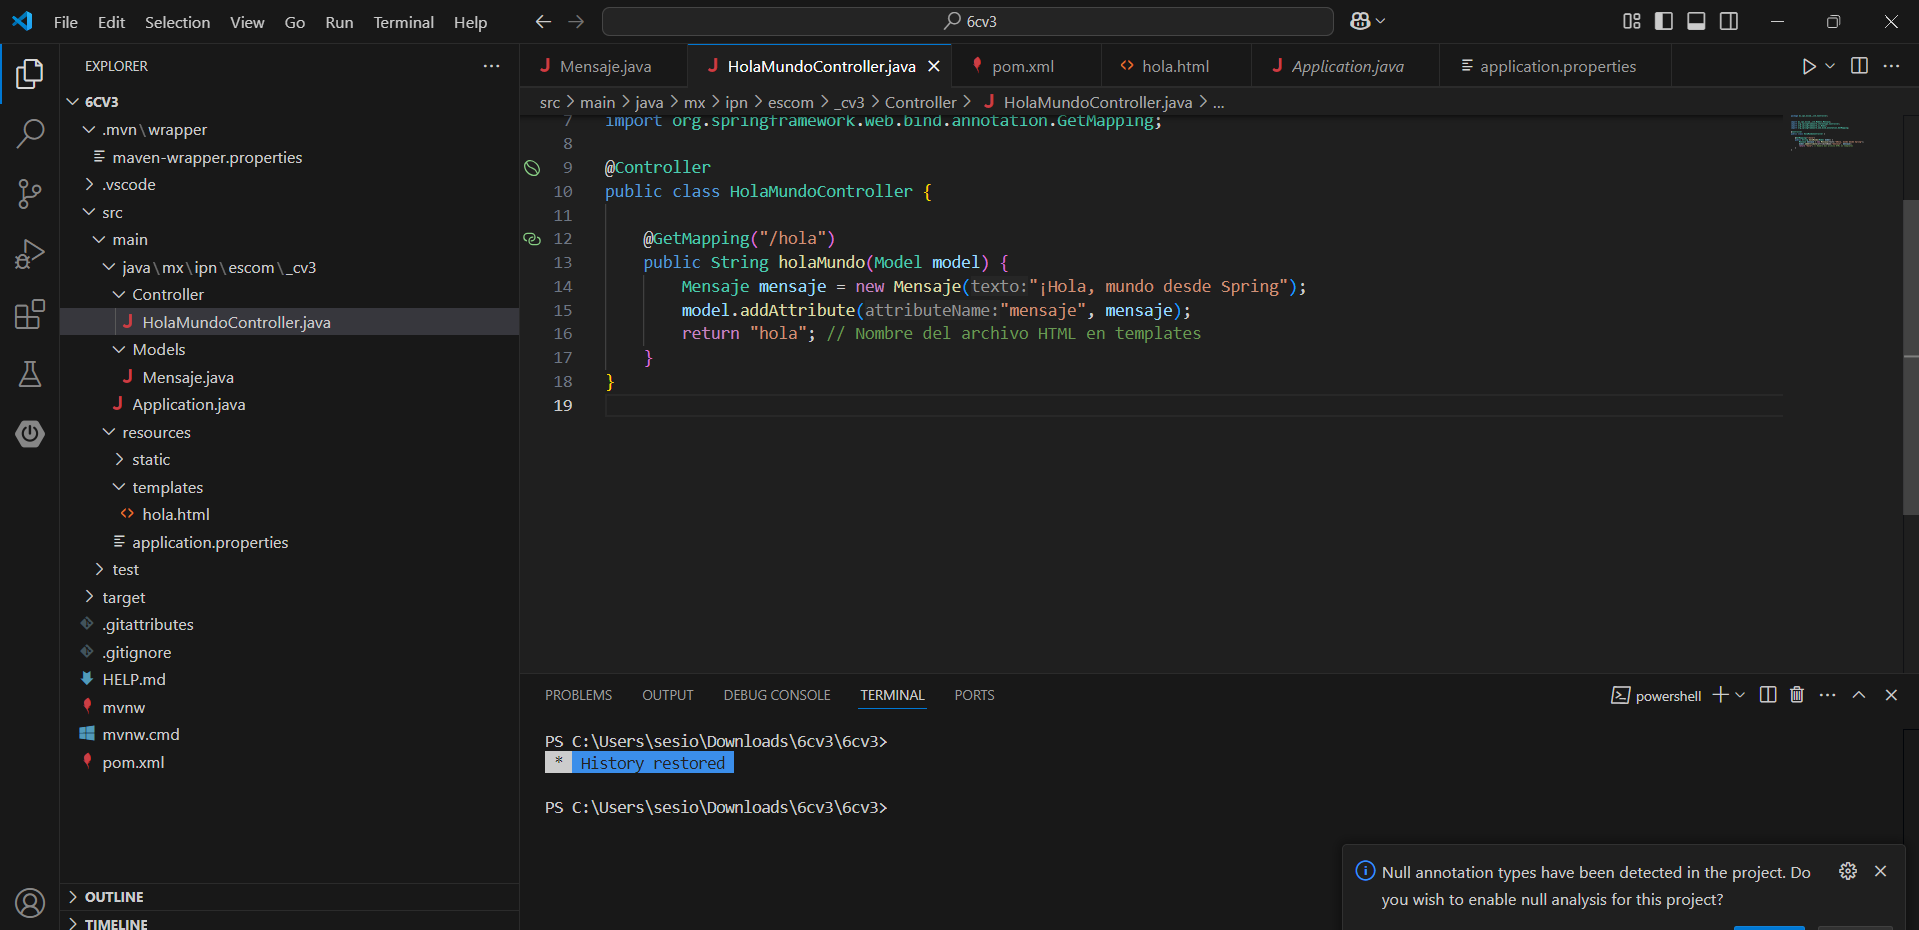 File Edit Selection View Go Run Terminal Help
6cv3
EXPLORER
6CV3
.mvn\wrapper
maven-wrapper.properties
.vscode
src
main
java\mx\ipn\escom\_cv3
Controller
HolaMundoController.java
Models
Mensaje.java
Application.java
resources
static
templates
hola.html
application.properties
test
target
.gitattributes
.gitignore
HELP.md
mvnw
mvnw.cmd
pom.xml
OUTLINE
TIMELINE
Mensaje.java HolaMundoController.java pom.xml hola.html Application.java application.properties
src > main > java > mx > ipn > escom > _cv3 > Controller > HolaMundoController.java > ...
7 import org.springframework.web.bind.annotation.GetMapping;
8
9 @Controller
10 public class HolaMundoController {
11
12 @GetMapping("/hola")
13 public String holaMundo(Model model) {
14 Mensaje mensaje = new Mensaje(texto:"¡Hola, mundo desde Spring");
15 model.addAttribute(attributeName:"mensaje", mensaje);
16 return "hola"; // Nombre del archivo HTML en templates
17 }
18 }
19
PROBLEMS OUTPUT DEBUG CONSOLE TERMINAL PORTS
powershell
PS C:\Users\sesio\Downloads\6cv3\6cv3>
* History restored
PS C:\Users\sesio\Downloads\6cv3\6cv3>
Null annotation types have been detected in the project. Do
you wish to enable null analysis for this project?